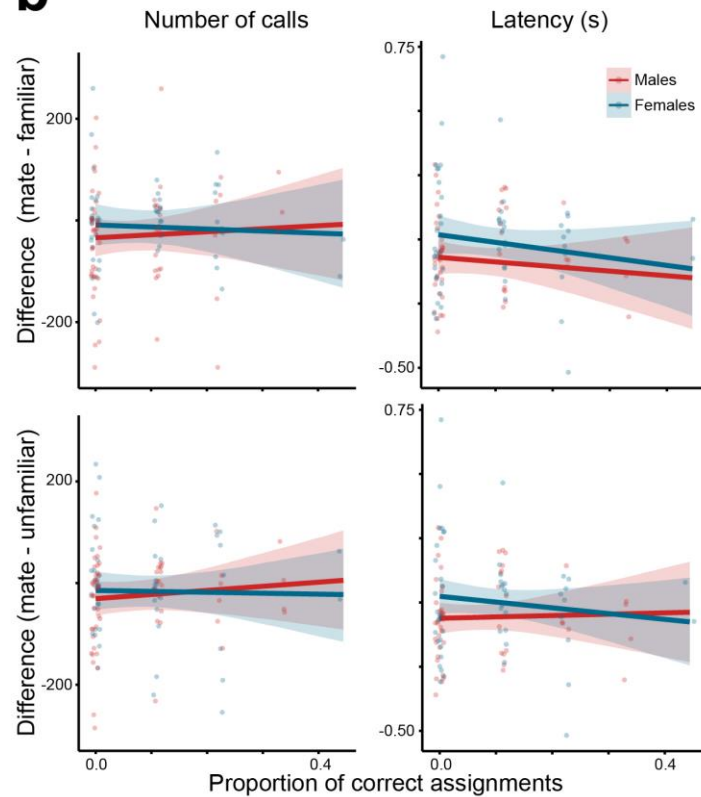 b
Number of calls
Latency (s)
Difference (mate - familiar)
200
-200
0.75
-0.50
Males
Females
Difference (mate - unfamiliar)
200
-200
0.75
-0.50
0.0
0.4
0.0
0.4
Proportion of correct assignments